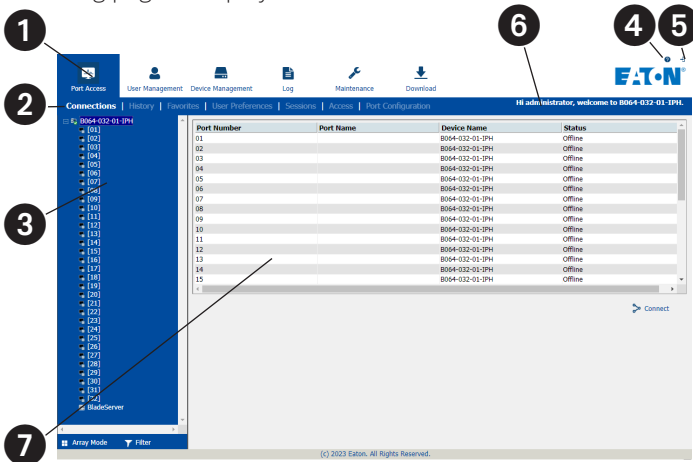 1
6
4
5
EATON®
Port Access
User Management
Device Management
Log
Maintenance
Download
2
Connections | History | Favorites | User Preferences | Sessions | Access | Port Configuration
Hi administrator, welcome to B064-032-01-IPH.
B064-032-01-IPH
[01]
[02]
[03]
[04]
[05]
[06]
[07]
[08]
[09]
[10]
[11]
[12]
[13]
[14]
[15]
[16]
[17]
[18]
[19]
[20]
[21]
[22]
[23]
[24]
[25]
[26]
[27]
[28]
[29]
[30]
[31]
[32]
BladeServer
3
Port Number Port Name Device Name Status
01 B064-032-01-IPH Offline
02 B064-032-01-IPH Offline
03 B064-032-01-IPH Offline
04 B064-032-01-IPH Offline
05 B064-032-01-IPH Offline
06 B064-032-01-IPH Offline
07 B064-032-01-IPH Offline
08 B064-032-01-IPH Offline
09 B064-032-01-IPH Offline
10 B064-032-01-IPH Offline
11 B064-032-01-IPH Offline
12 B064-032-01-IPH Offline
13 B064-032-01-IPH Offline
14 B064-032-01-IPH Offline
15 B064-032-01-IPH Offline
Connect
7
Array Mode
Filter
(c) 2023 Eaton. All Rights Reserved.